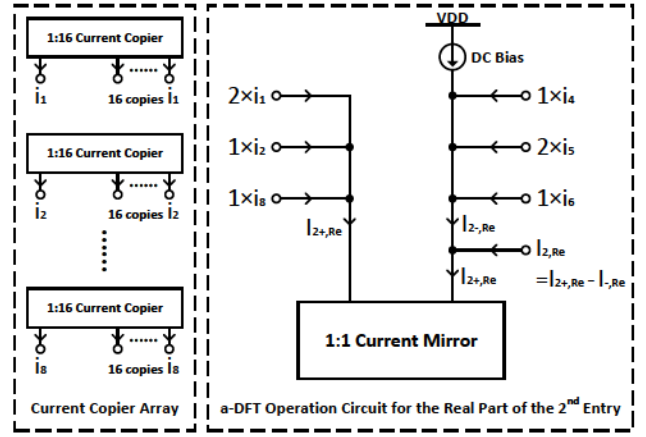 1:16 Current Copier
i1 16 copies i1
1:16 Current Copier
i2 16 copies i2
1:16 Current Copier
i8 16 copies i8
Current Copier Array
VDD
DC Bias
2×i1
1×i2
1×i8
I2+,Re
1×i4
2×i5
1×i6
I2-,Re
I2,Re
I2+,Re
=I2+,Re - I-,Re
1:1 Current Mirror
a-DFT Operation Circuit for the Real Part of the 2nd Entry